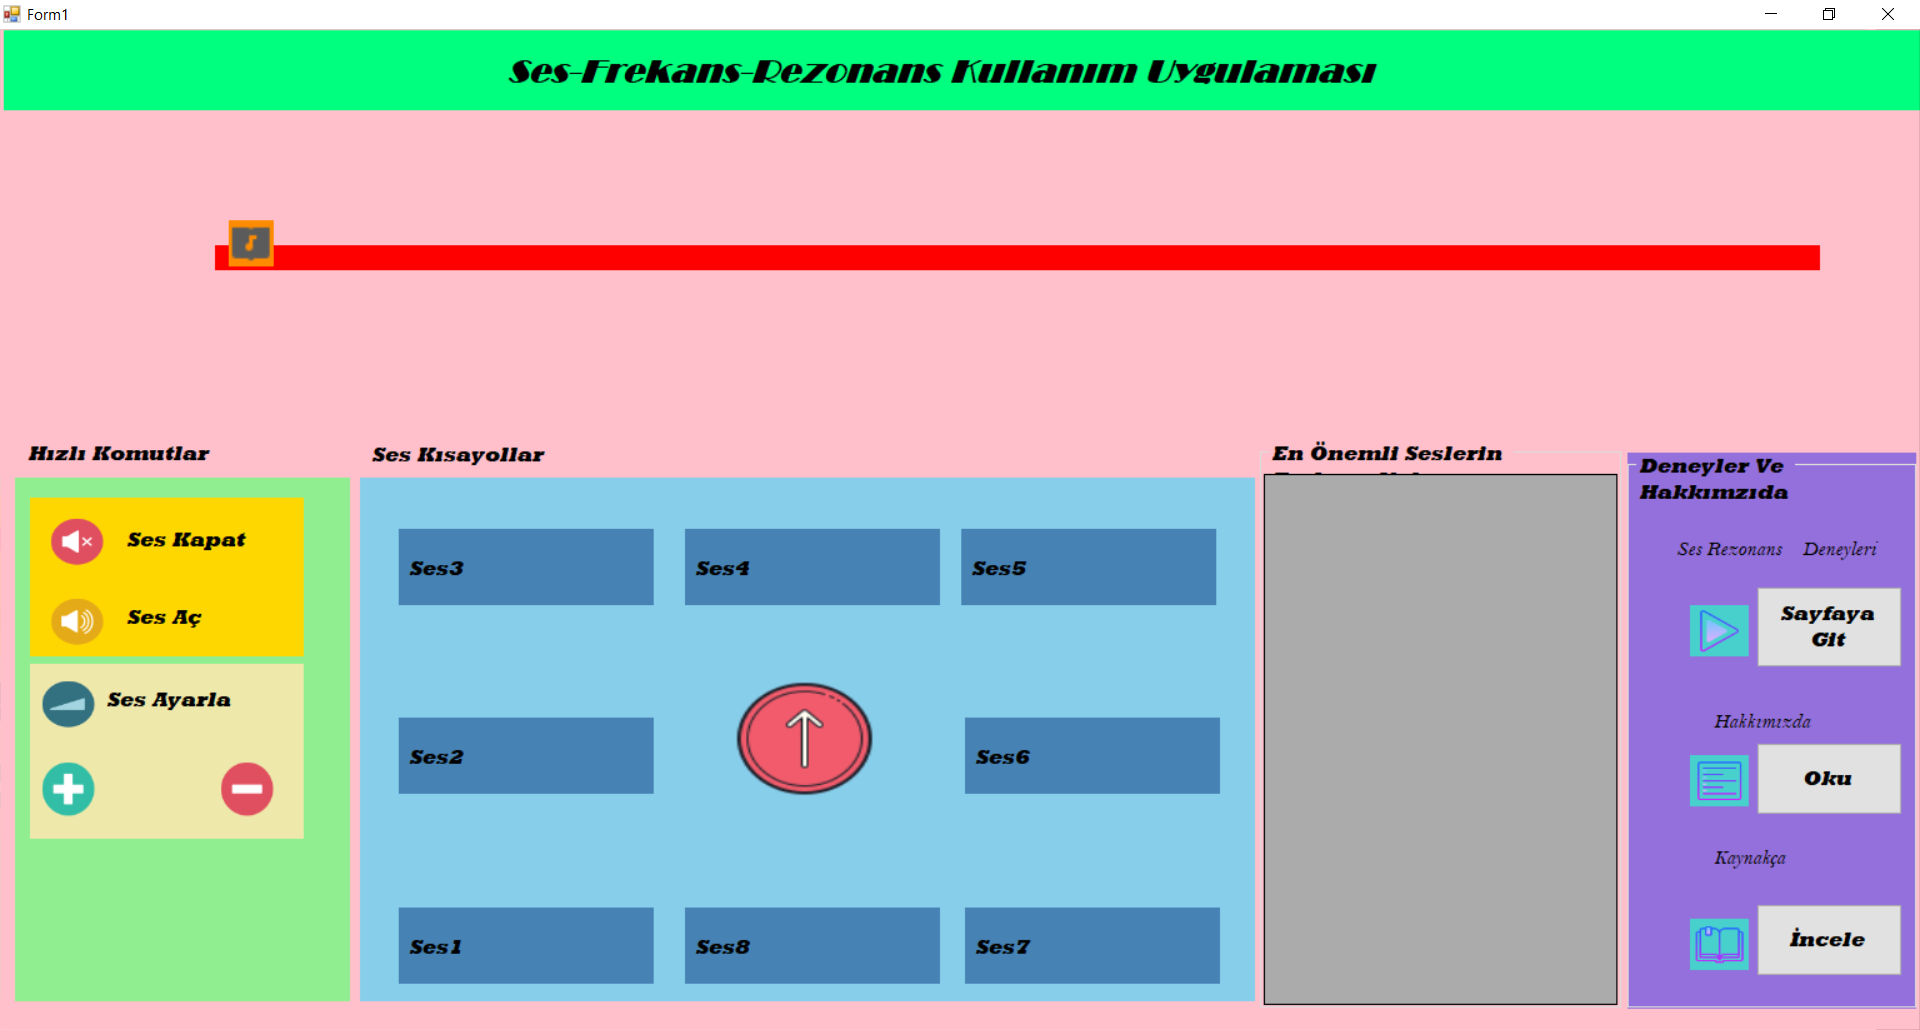 Form1
Ses-Frekans-Rezonans Kullanım Uygulaması
Hızlı Komutlar
Ses Kapat
Ses Aç
Ses Ayarla
Ses Kısayollar
Ses3
Ses4
Ses5
Ses2
Ses6
Ses1
Ses8
Ses7
En Önemli Seslerin
Deneyler Ve
Hakkımzıda
Ses Rezonans Deneyleri
Sayfaya
Git
Hakkımızda
Oku
Kaynakça
İncele